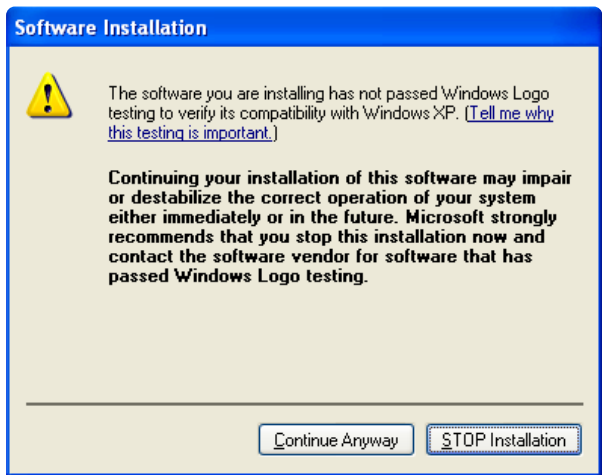 Software Installation
The software you are installing has not passed Windows Logo
testing to verify its compatibility with Windows XP. (Tell me why
this testing is important.)
Continuing your installation of this software may impair
or destabilize the correct operation of your system
either immediately or in the future. Microsoft strongly
recommends that you stop this installation now and
contact the software vendor for software that has
passed Windows Logo testing.
Continue Anyway
STOP Installation